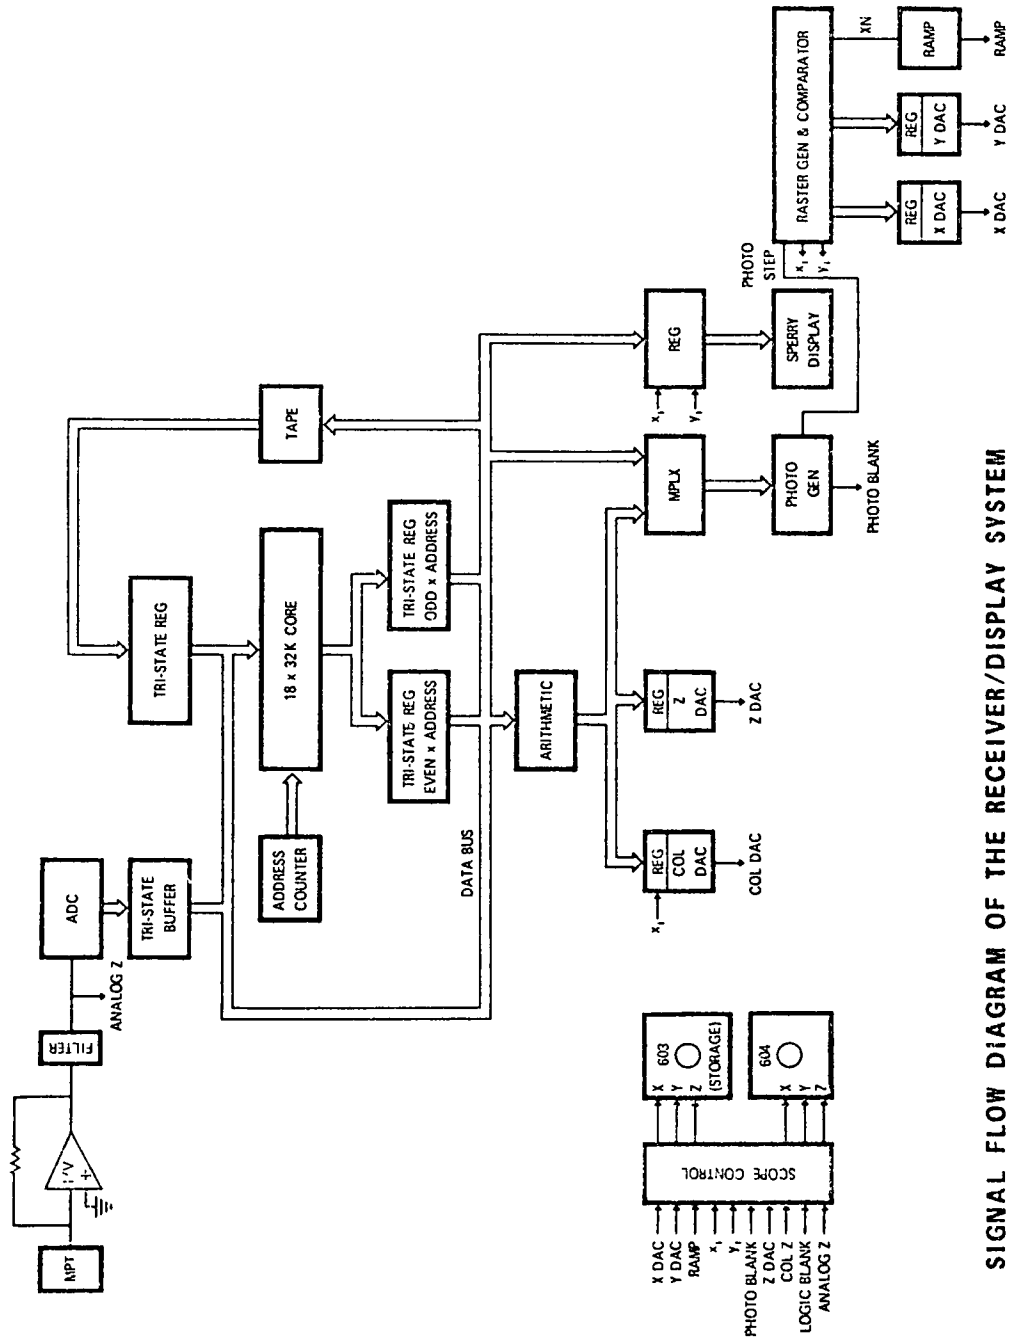 MPT
I/V
-
+
FILTER
ANALOG Z
ADC
TRI-STATE
BUFFER
TRI-STATE REG
ADDRESS
COUNTER
18 x 32K CORE
TAPE
TRI-STATE REG
EVEN x ADDRESS
TRI-STATE REG
ODD x ADDRESS
DATA BUS
ARITHMETIC
X₁
REG
COL
DAC
COL DAC
REG
Z
DAC
Z DAC
MPLX
X₁
Y₁
REG
PHOTO
GEN
PHOTO BLANK
SPERRY
DISPLAY
PHOTO
STEP
X₁
Y₁
RASTER GEN & COMPARATOR
XN
REG
X DAC
X DAC
REG
Y DAC
Y DAC
RAMP
RAMP
X DAC
Y DAC
RAMP
X₁
Y₁
PHOTO BLANK
Z DAC
COL Z
LOGIC BLANK
ANALOG Z
SCOPE CONTROL
X
Y
Z
603
(STORAGE)
X
Y
Z
604
SIGNAL FLOW DIAGRAM OF THE RECEIVER/DISPLAY SYSTEM